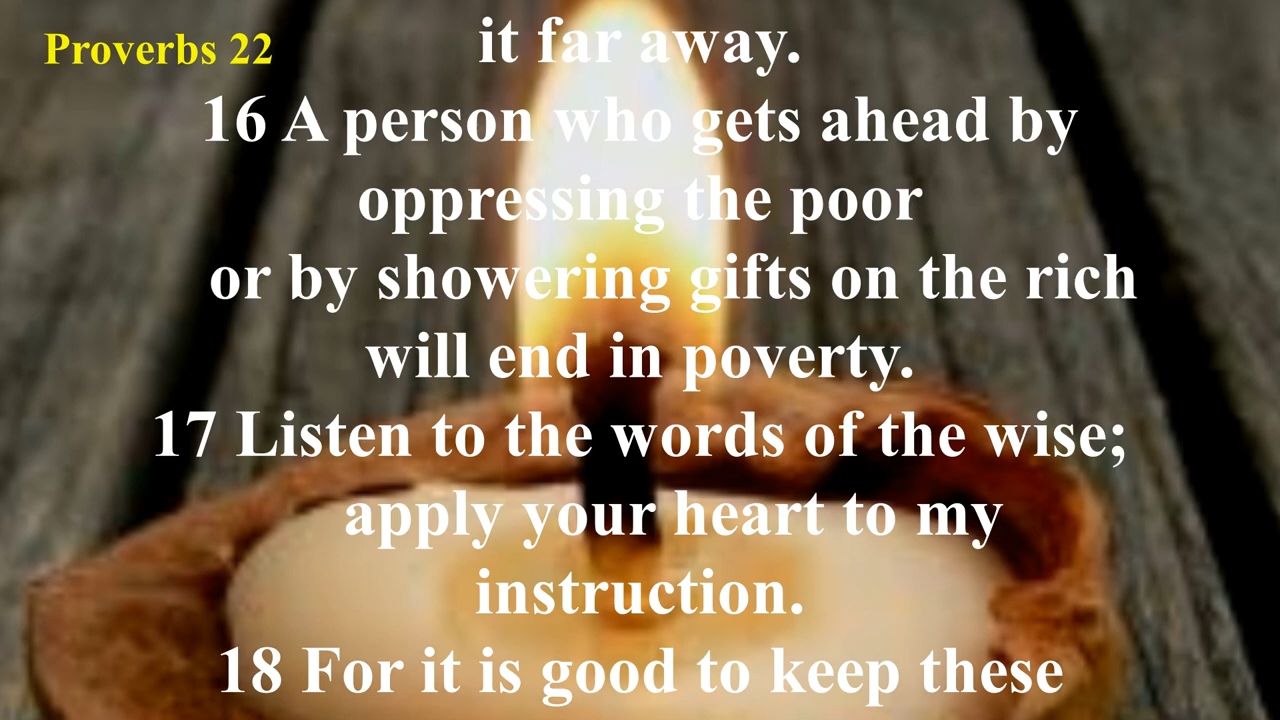 Proverbs 22
it far away.
16 A person who gets ahead by
oppressing the poor
or by showering gifts on the rich
will end in poverty.
17 Listen to the words of the wise;
apply your heart to my
instruction.
18 For it is good to keep these